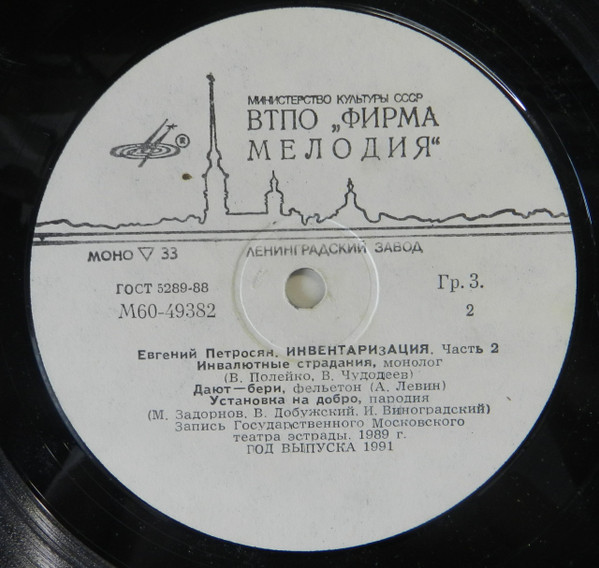 МИНИСТЕРСТВО КУЛЬТУРЫ СССР
ВТПО „ФИРМА
МЕЛОДИЯ“
®
МОНО ▽ 33
ЛЕНИНГРАДСКИЙ ЗАВОД
ГОСТ 5289-88
Гр. 3.
М60-49382
2
Евгений Петросян. ИНВЕНТАРИЗАЦИЯ. Часть 2
Инвалютные страдания, монолог
(В. Полейко, В. Чудодеев)
Дают—бери, фельетон (А. Левин)
Установка на добро, пародия
(М. Задорнов, В. Добужский, И. Виноградский)
Запись Государственного Московского
театра эстрады. 1989 г.
ГОД ВЫПУСКА 1991